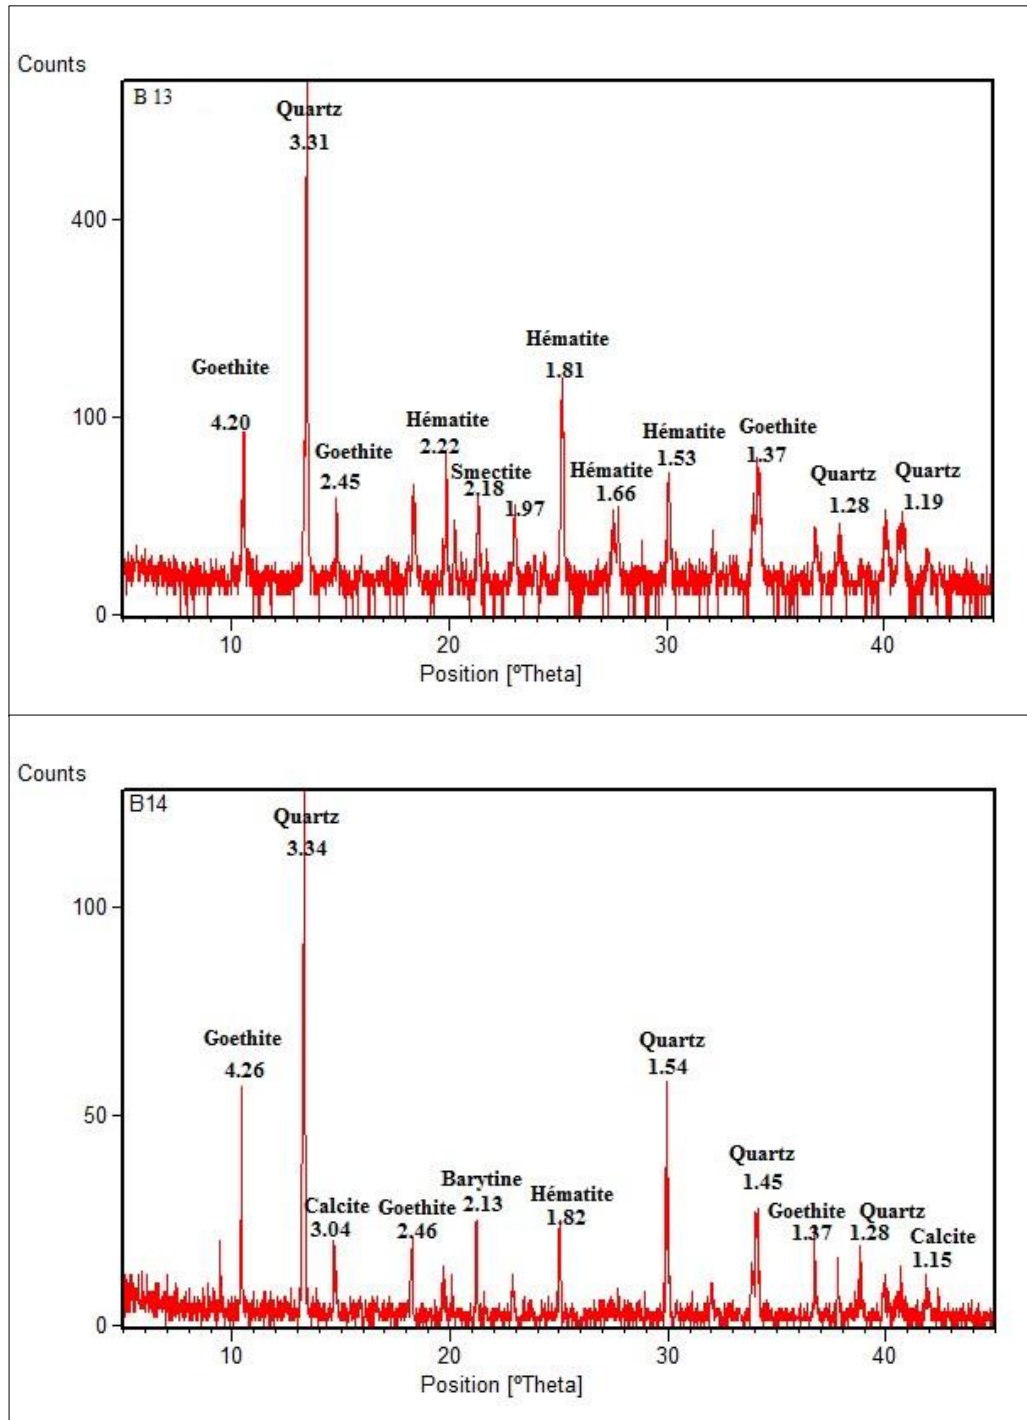 Counts
B 13
Quartz
3.31
400
Hématite
1.81
Goethite
4.20
100
Hématite
2.22
Goethite
2.45
Smectite
2.18
1.97
Hématite
1.66
Hématite
1.53
Goethite
1.37
Quartz
1.28
Quartz
1.19
0
10 20 30 40
Position [°Theta]
Counts
B14
Quartz
3.34
100
Goethite
4.26
Quartz
1.54
50
Calcite
3.04
Goethite
2.46
Barytine
2.13
Hématite
1.82
Quartz
1.45
Goethite
1.37
Quartz
1.28
Calcite
1.15
0
10 20 30 40
Position [°Theta]